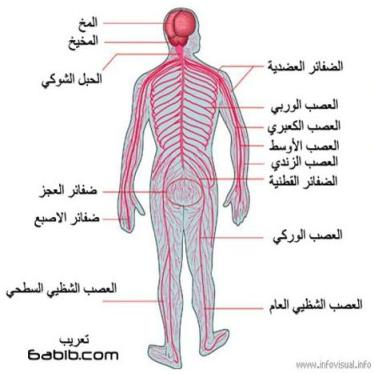 المخ
المخيخ
الحبل الشوكي
الضفائر العضدية
العصب الوربي
العصب الكعبري
العصب الأوسط
العصب الزندي
الضفائر القطنية
ضفائر العجز
ضفائر الاصبع
العصب الوركي
العصب الشظيي السطحي
العصب الشظيي العام
تعريب
6abib.com
www.infovisual.info